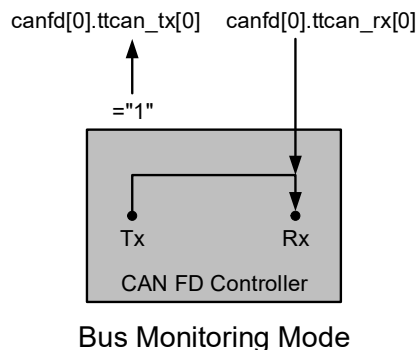 canfd[0].ttcan_tx[0] canfd[0].ttcan_rx[0]
="1"
Tx Rx
CAN FD Controller
Bus Monitoring Mode